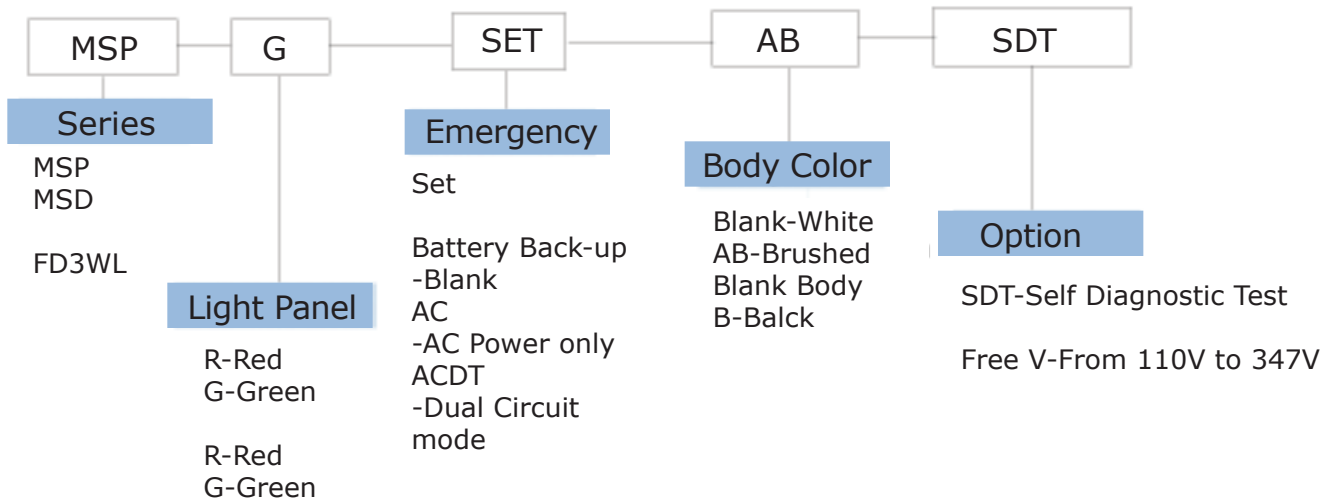 MSP G SET AB SDT
Series
MSP
MSD
FD3WL
Light Panel
R-Red
G-Green
R-Red
G-Green
Emergency
Set
Battery Back-up
-Blank
AC
-AC Power only
ACDT
-Dual Circuit
mode
Body Color
Blank-White
AB-Brushed
Blank Body
B-Balck
Option
SDT-Self Diagnostic Test
Free V-From 110V to 347V